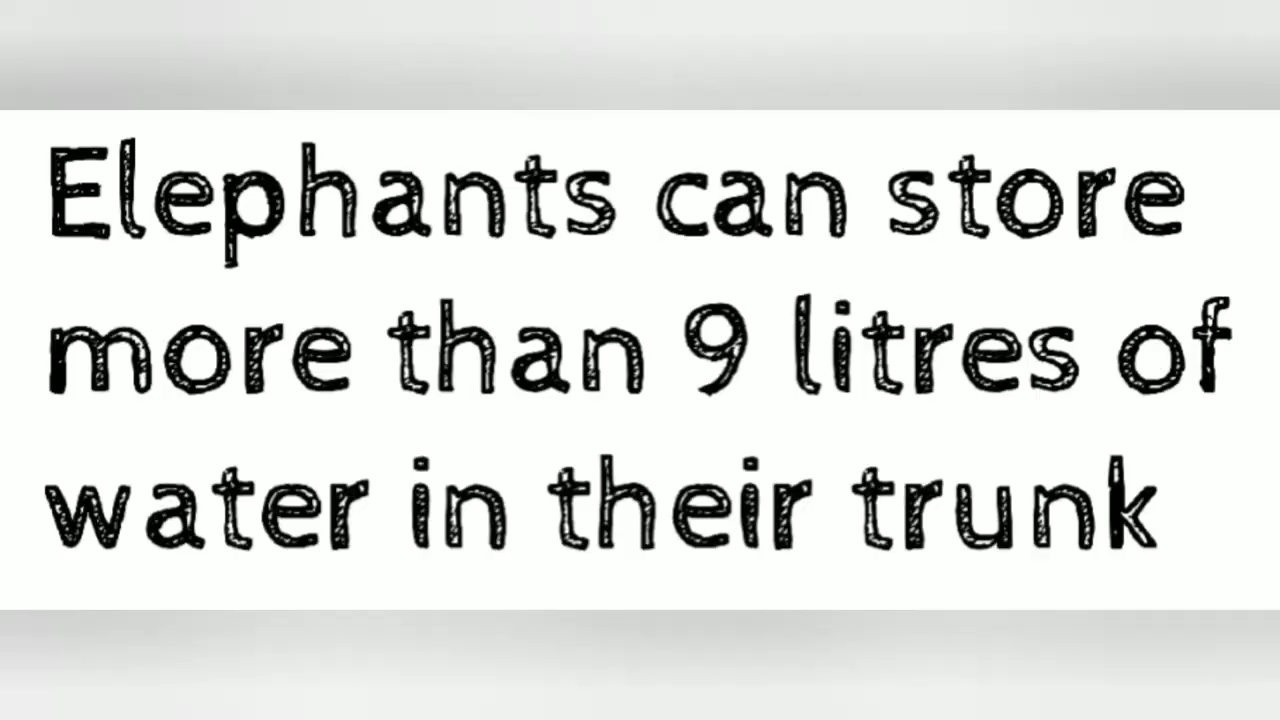 Elephants can store
more than 9 litres of
water in their trunk